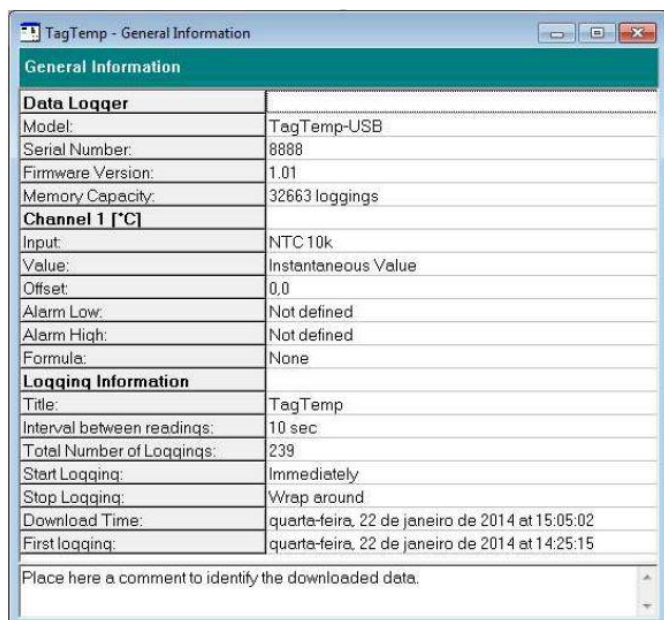 TagTemp - General Information
General Information
Data Logger
Model: TagTemp-USB
Serial Number: 8888
Firmware Version: 1.01
Memory Capacity: 32663 loggings
Channel 1 [°C]
Input: NTC 10k
Value: Instantaneous Value
Offset: 0,0
Alarm Low: Not defined
Alarm High: Not defined
Formula: None
Logging Information
Title: TagTemp
Interval between readings: 10 sec
Total Number of Loggings: 239
Start Logging: Immediately
Stop Logging: Wrap around
Download Time: quarta-feira, 22 de janeiro de 2014 at 15:05:02
First logging: quarta-feira, 22 de janeiro de 2014 at 14:25:15
Place here a comment to identify the downloaded data.